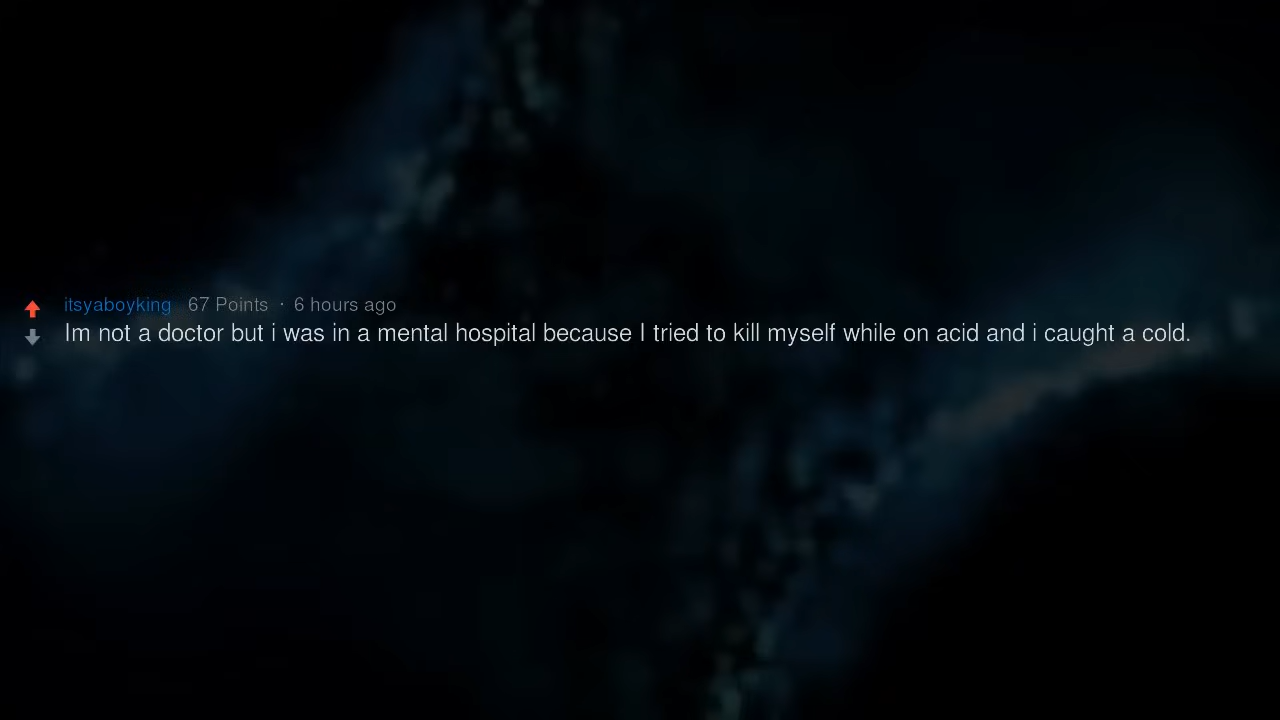 itsyaboyking 67 Points · 6 hours ago
Im not a doctor but i was in a mental hospital because I tried to kill myself while on acid and i caught a cold.